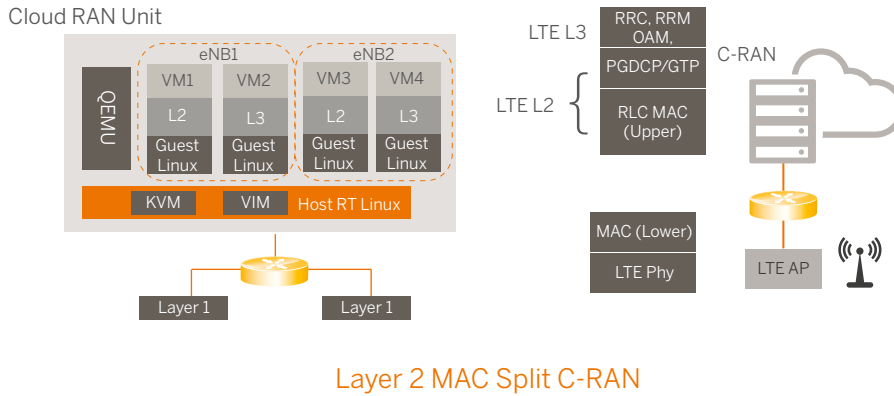 Cloud RAN Unit
eNB1
eNB2
QEMU
VM1
VM2
VM3
VM4
L2
L3
L2
L3
Guest
Linux
Guest
Linux
Guest
Linux
Guest
Linux
KVM
VIM
Host RT Linux
Layer 1
Layer 1
LTE L3
RRC, RRM
OAM,
PGDCP/GTP
LTE L2
RLC MAC
(Upper)
C-RAN
MAC (Lower)
LTE Phy
LTE AP
Layer 2 MAC Split C-RAN